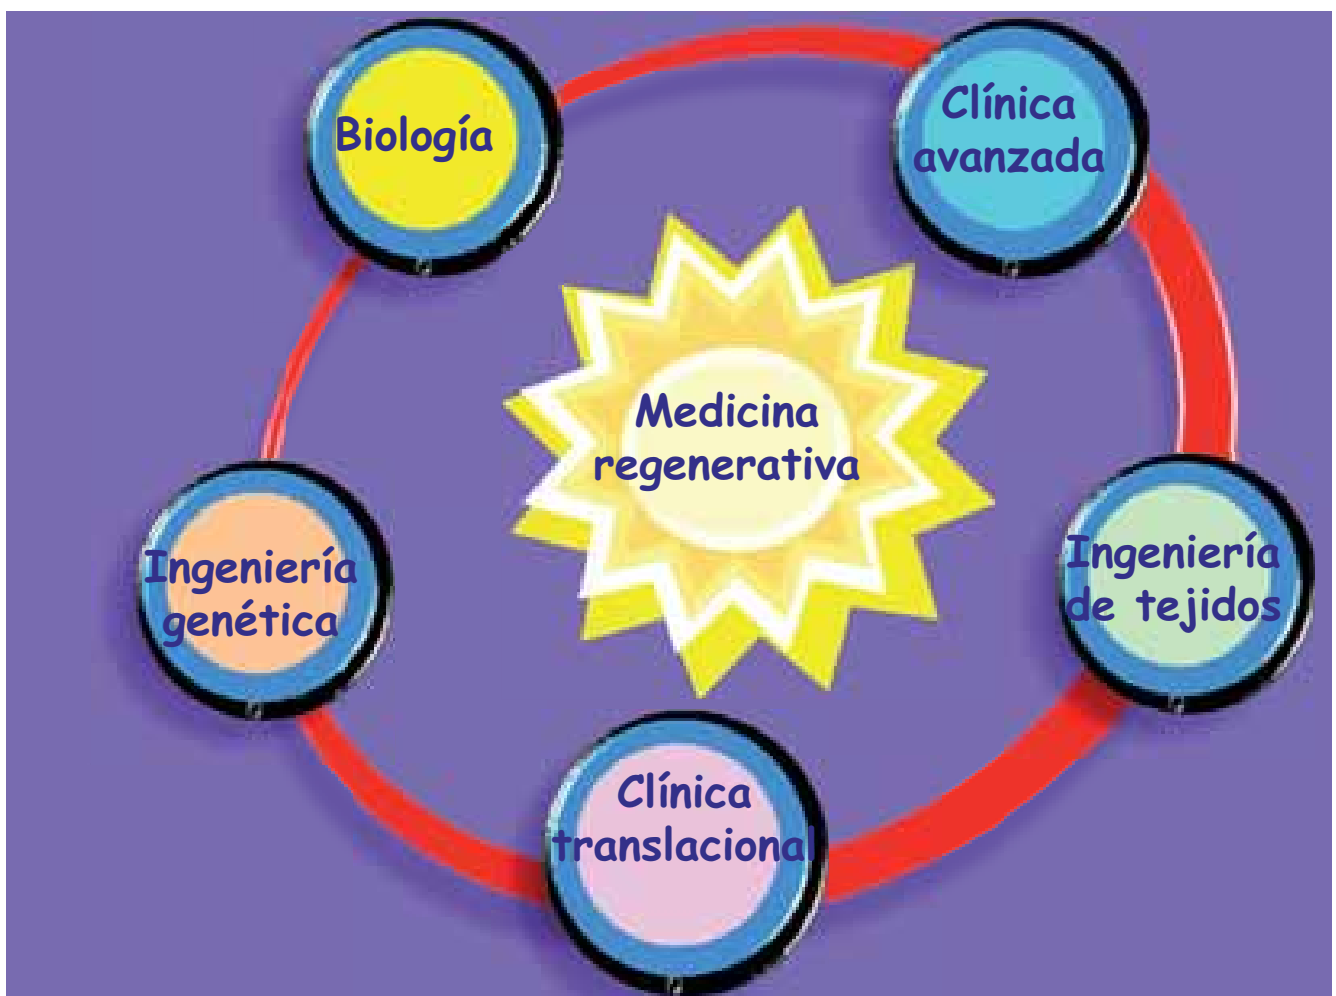 Biología
Clínica
avanzada
Medicina
regenerativa
Ingeniería
genética
Ingeniería
de tejidos
Clínica
translacional